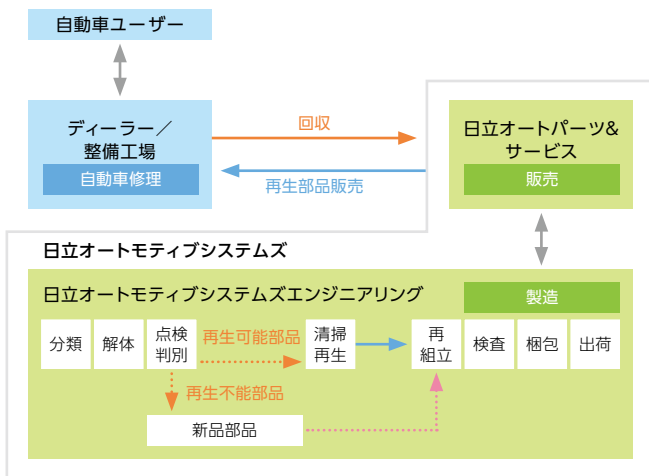 自動車ユーザー
ディーラー／
整備工場
自動車修理
回収
再生部品販売
日立オートパーツ&
サービス
販売
日立オートモティブシステムズ
日立オートモティブシステムズエンジニアリング
製造
分類
解体
点検
判別
再生可能部品
清掃
再生
再
組立
検査
梱包
出荷
再生不能部品
新品部品